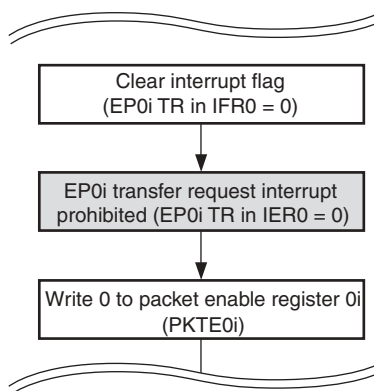 Clear interrupt flag
(EP0i TR in IFR0 = 0)
EP0i transfer request interrupt
prohibited (EP0i TR in IER0 = 0)
Write 0 to packet enable register 0i
(PKTE0i)